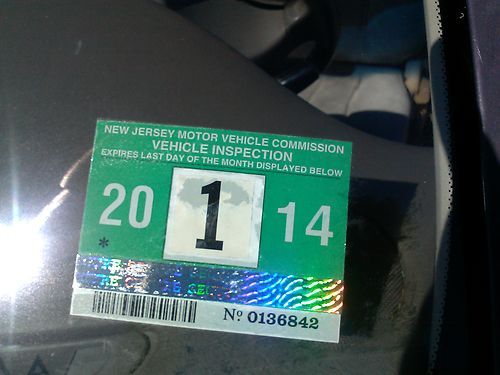 NEW JERSEY MOTOR VEHICLE COMMISSION
VEHICLE INSPECTION
EXPIRES LAST DAY OF THE MONTH DISPLAYED BELOW
20 1 14
*
Nº 0136842